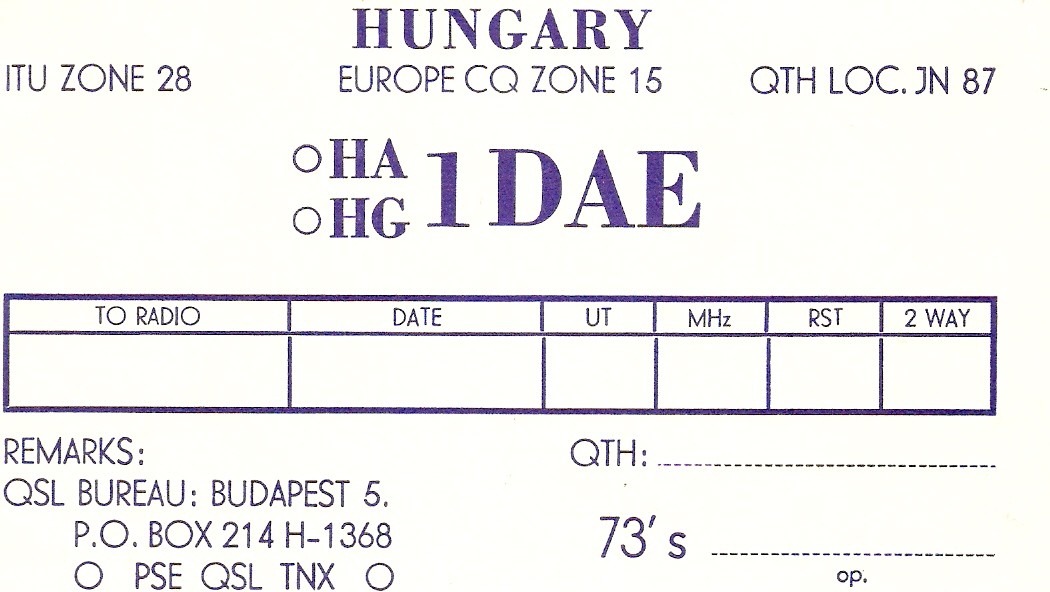 HUNGARY
ITU ZONE 28 EUROPE CQ ZONE 15 QTH LOC. JN 87
HA
HG
1DAE
TO RADIO DATE UT MHz RST 2 WAY
REMARKS: QTH:
QSL BUREAU: BUDAPEST 5.
P.O. BOX 214 H-1368
73's
PSE QSL TNX
op.